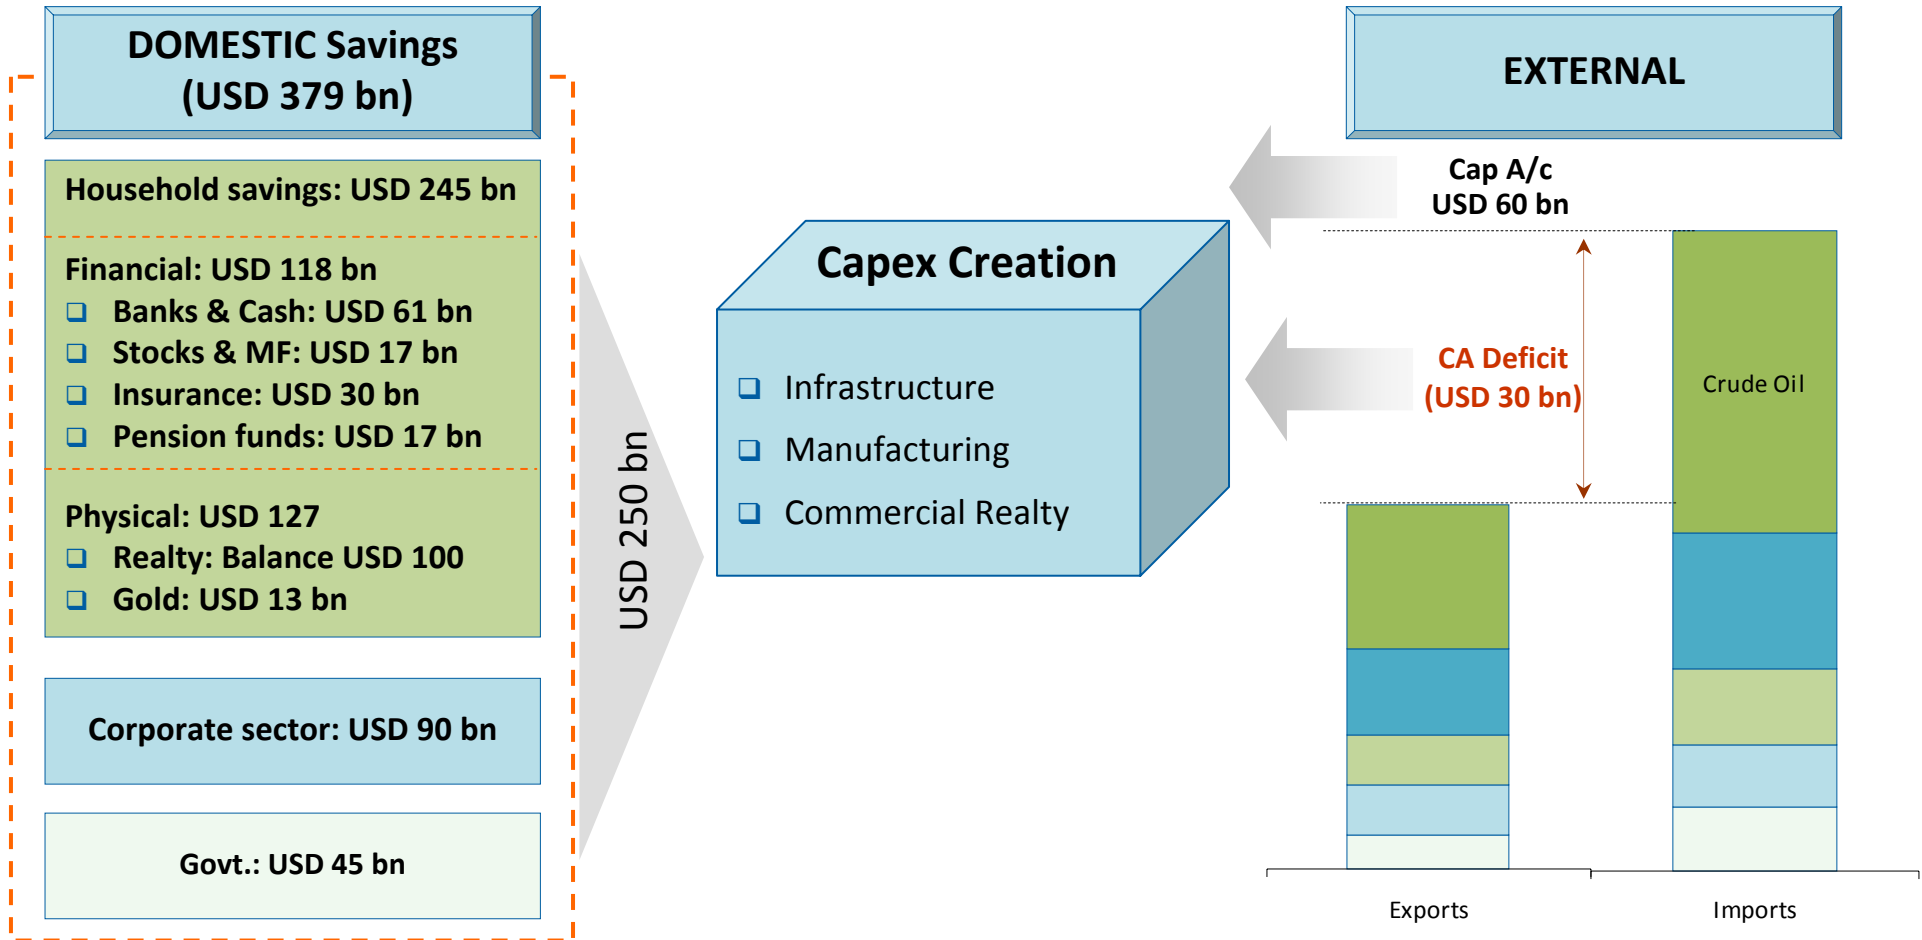 DOMESTIC Savings
(USD 379 bn)
Household savings: USD 245 bn
Financial: USD 118 bn
❑ Banks & Cash: USD 61 bn
❑ Stocks & MF: USD 17 bn
❑ Insurance: USD 30 bn
❑ Pension funds: USD 17 bn
Physical: USD 127
❑ Realty: Balance USD 100
❑ Gold: USD 13 bn
Corporate sector: USD 90 bn
Govt.: USD 45 bn
USD 250 bn
Capex Creation
❑ Infrastructure
❑ Manufacturing
❑ Commercial Realty
EXTERNAL
Cap A/c
USD 60 bn
CA Deficit
(USD 30 bn)
Crude Oil
Exports
Imports